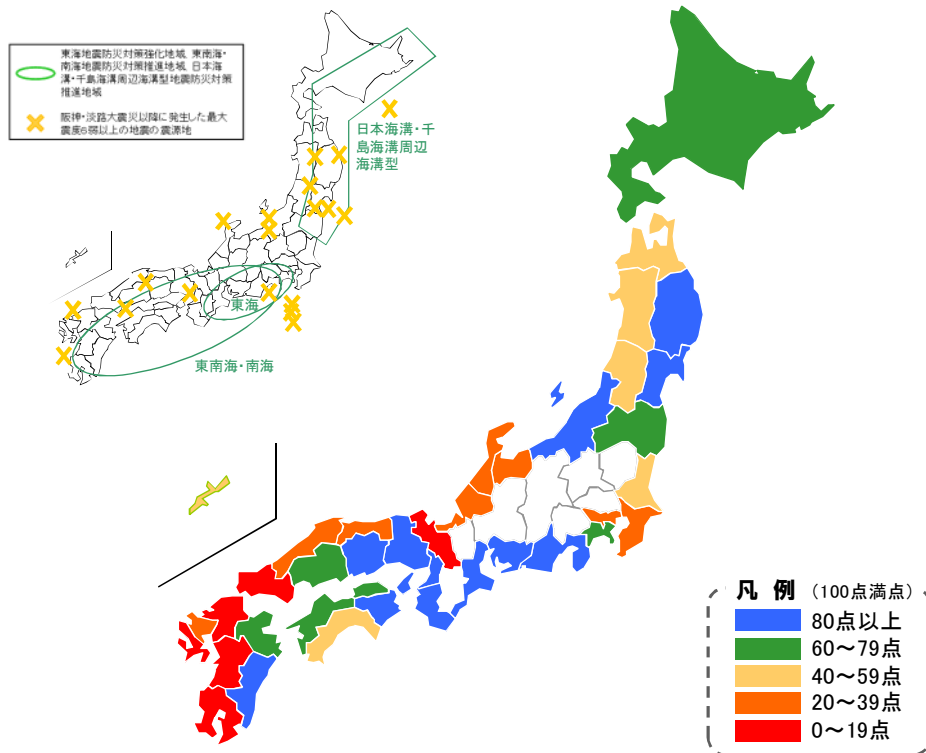 東海地震防災対策強化地域、東南海・
南海地震防災対策推進地域、日本海
溝・千島海溝周辺海溝型地震防災対策
推進地域
阪神・淡路大震災以降に発生した最大
震度6弱以上の地震の震源地
日本海溝・千
島海溝周辺
海溝型
東海
東南海・南海
凡 例 (100点満点)
80点以上
60～79点
40～59点
20～39点
0～19点